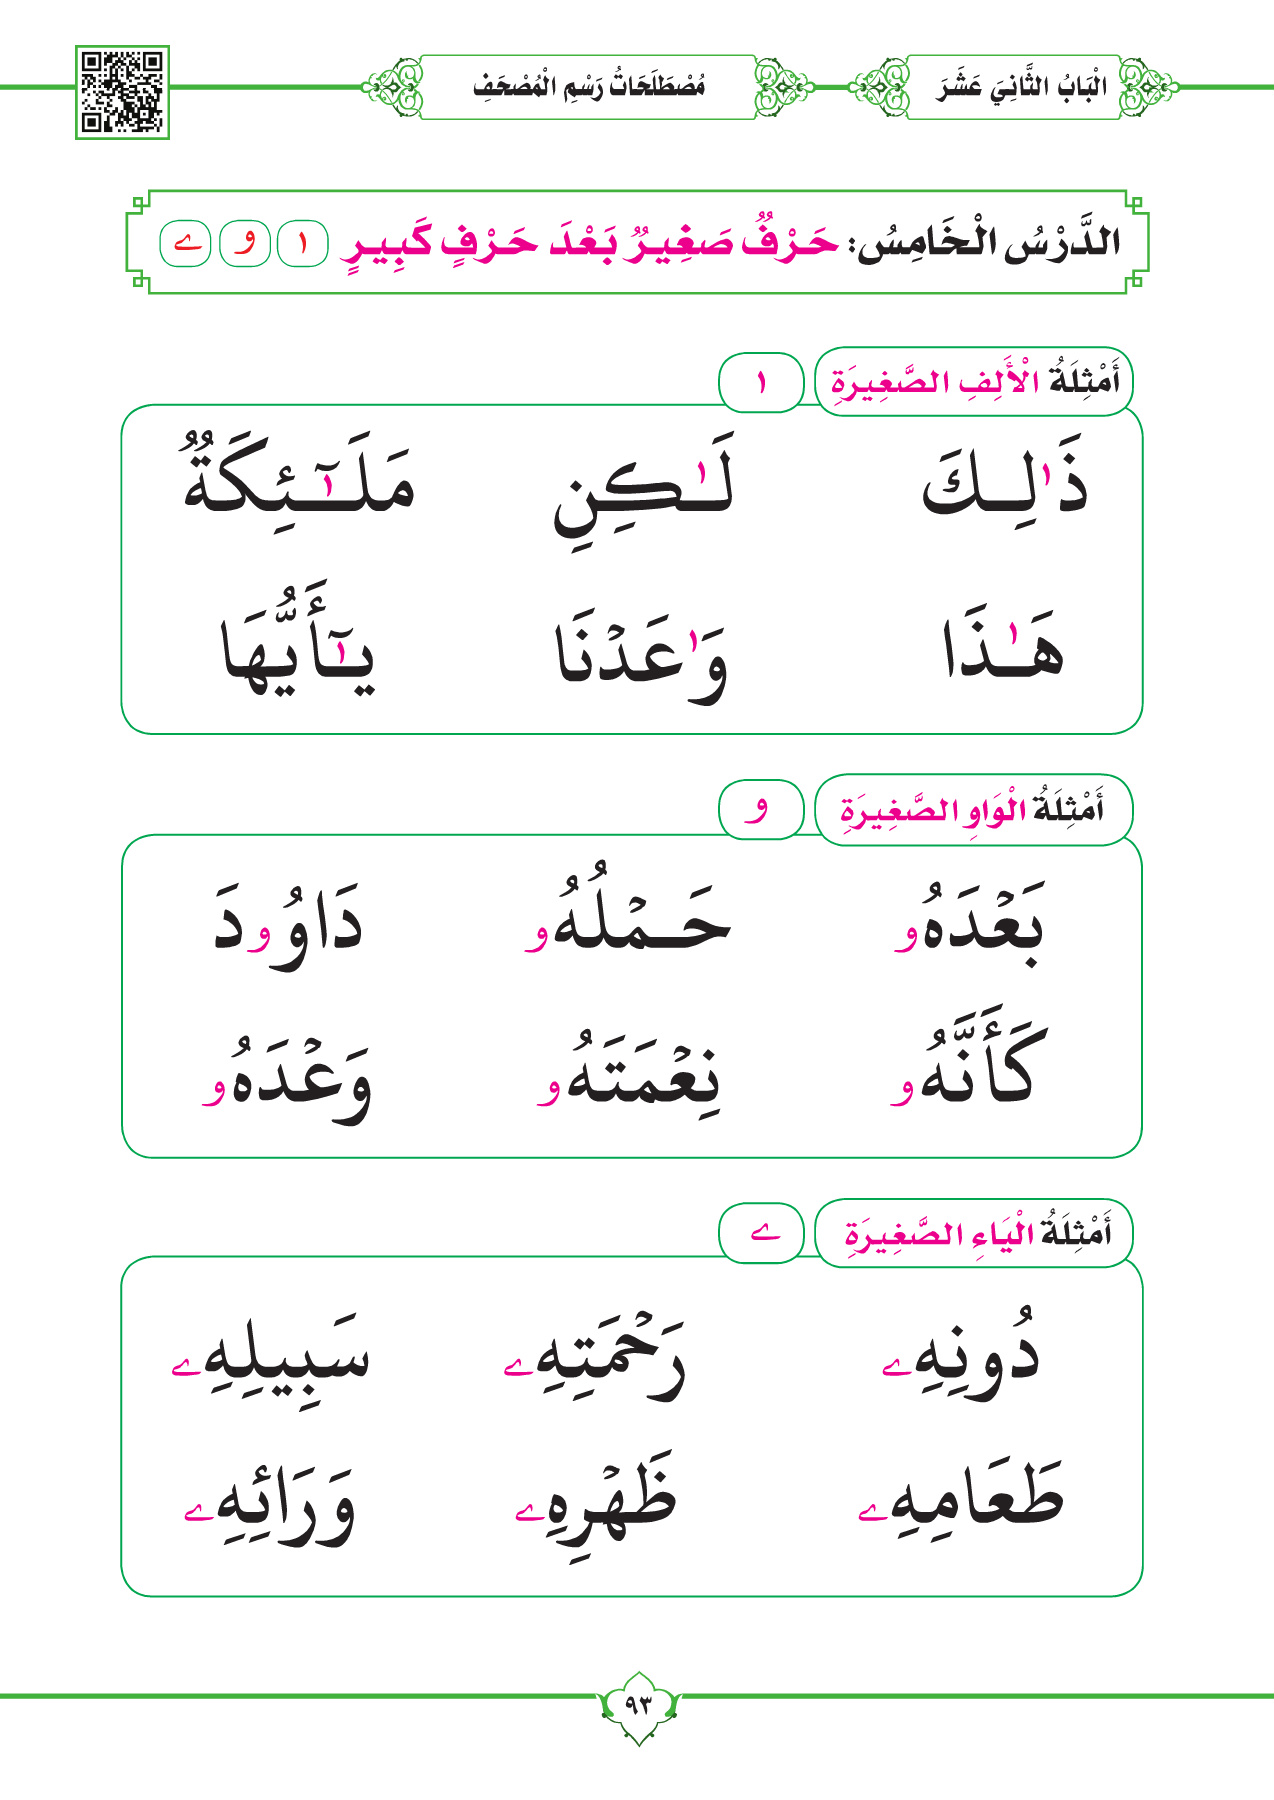 الْبَابُ الثَّانِيَ عَشَرَ مُصْطَلَحَاتُ رَسْمِ الْمُصْحَفِ
الدَّرْسُ الْخَامِسُ: حَرْفٌ صَغِيرٌ بَعْدَ حَرْفٍ كَبِيرٍ ا و ے
أَمْثِلَةُ الْأَلِفِ الصَّغِيرَةِ ا
ذَٰلِكَ لَـٰكِنِ مَلَـٰٓئِكَةٌ
هَـٰذَا وَٰعَدْنَا يَـٰٓأَيُّهَا
أَمْثِلَةُ الْوَاوِ الصَّغِيرَةِ و
بَعْدَهُۥ حَمْلُهُۥ دَاوُۥدَ
كَأَنَّهُۥ نِعْمَتَهُۥ وَعْدَهُۥ
أَمْثِلَةُ الْيَاءِ الصَّغِيرَةِ ے
دُونِهِۦ رَحْمَتِهِۦ سَبِيلِهِۦ
طَعَامِهِۦ ظَهْرِهِۦ وَرَائِهِۦ
٩٣